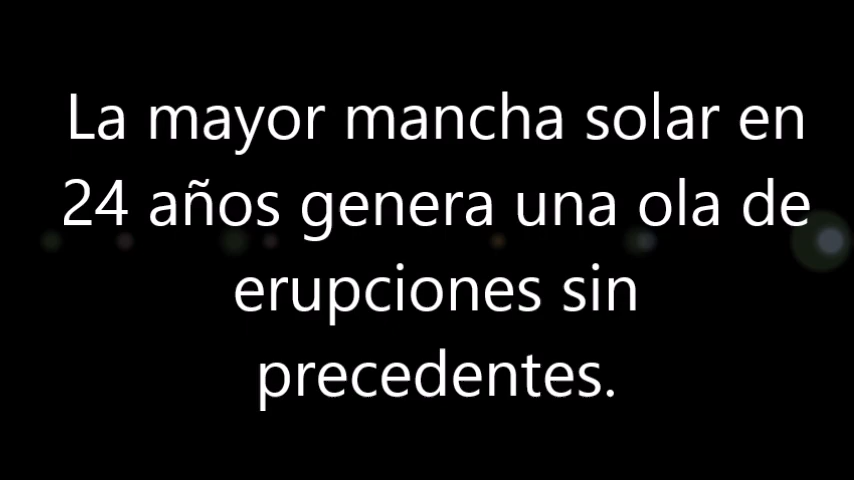 La mayor mancha solar en
24 años genera una ola de
erupciones sin
precedentes.